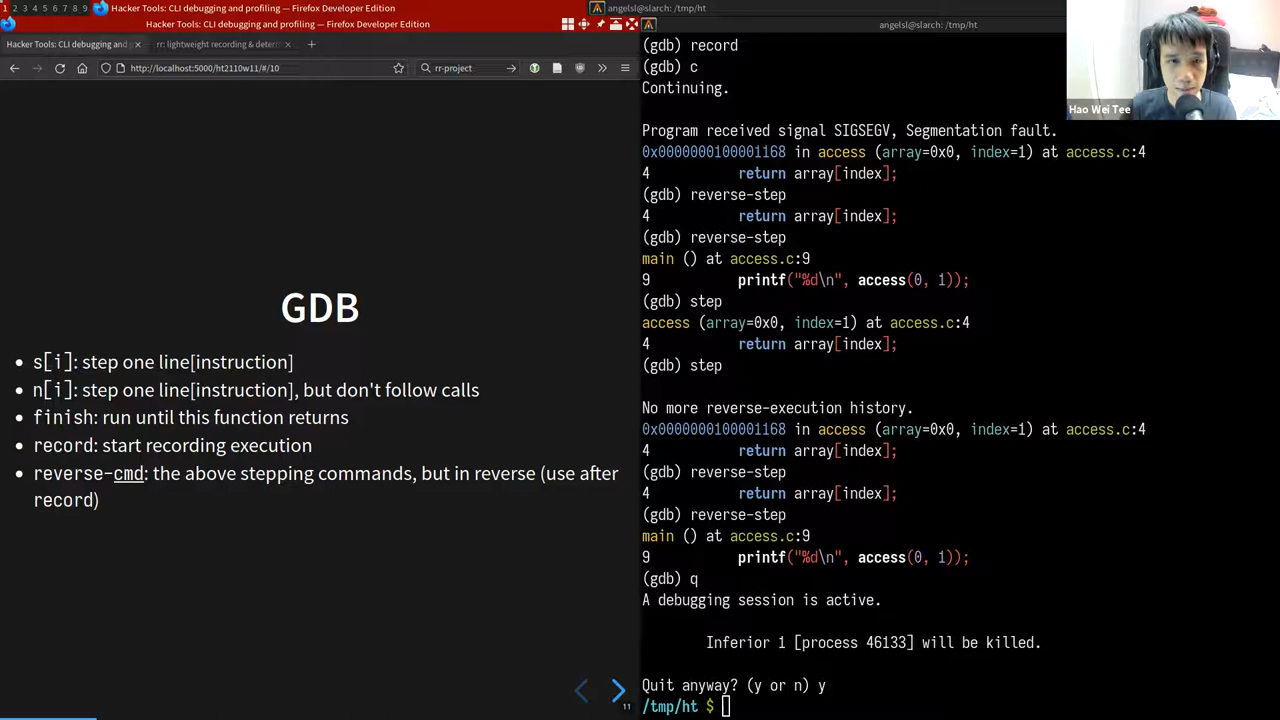 1 2 3 4 5 6 7 8 9 Hacker Tools: CLI debugging and profiling — Firefox Developer Edition
angelsl@slarch: /tmp/ht
Hacker Tools: CLI debugging and profiling — Firefox Developer Edition
angelsl@slarch: /tmp/ht
Hacker Tools: CLI debugging and p
rr: lightweight recording & determ
http://localhost:5000/ht2110w11/#/10
rr-project
GDB
s[i]: step one line[instruction]
n[i]: step one line[instruction], but don't follow calls
finish: run until this function returns
record: start recording execution
reverse-cmd: the above stepping commands, but in reverse (use after
record)
11
(gdb) record
(gdb) c
Continuing.
Program received signal SIGSEGV, Segmentation fault.
0x0000000100001168 in access (array=0x0, index=1) at access.c:4
4 return array[index];
(gdb) reverse-step
4 return array[index];
(gdb) reverse-step
main () at access.c:9
9 printf("%d\n", access(0, 1));
(gdb) step
access (array=0x0, index=1) at access.c:4
4 return array[index];
(gdb) step
No more reverse-execution history.
0x0000000100001168 in access (array=0x0, index=1) at access.c:4
4 return array[index];
(gdb) reverse-step
4 return array[index];
(gdb) reverse-step
main () at access.c:9
9 printf("%d\n", access(0, 1));
(gdb) q
A debugging session is active.
Inferior 1 [process 46133] will be killed.
Quit anyway? (y or n) y
/tmp/ht $
Hao Wei Tee